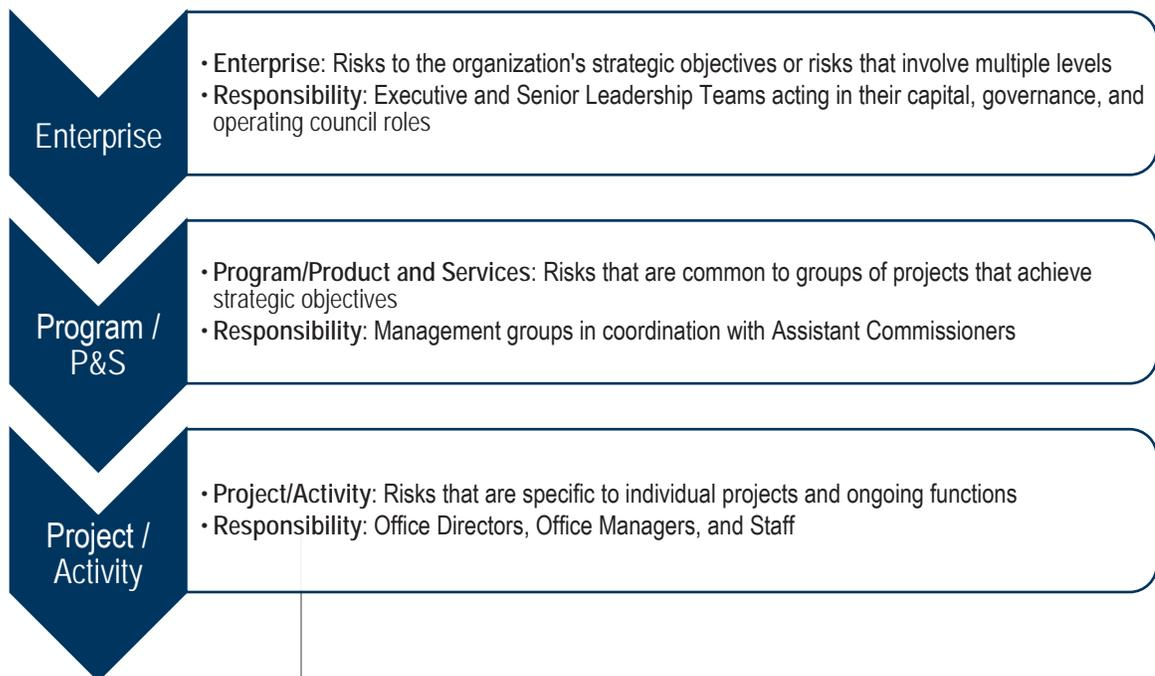 Enterprise
• Enterprise: Risks to the organization's strategic objectives or risks that involve multiple levels
• Responsibility: Executive and Senior Leadership Teams acting in their capital, governance, and
operating council roles
Program /
P&S
• Program/Product and Services: Risks that are common to groups of projects that achieve
strategic objectives
• Responsibility: Management groups in coordination with Assistant Commissioners
Project /
Activity
• Project/Activity: Risks that are specific to individual projects and ongoing functions
• Responsibility: Office Directors, Office Managers, and Staff